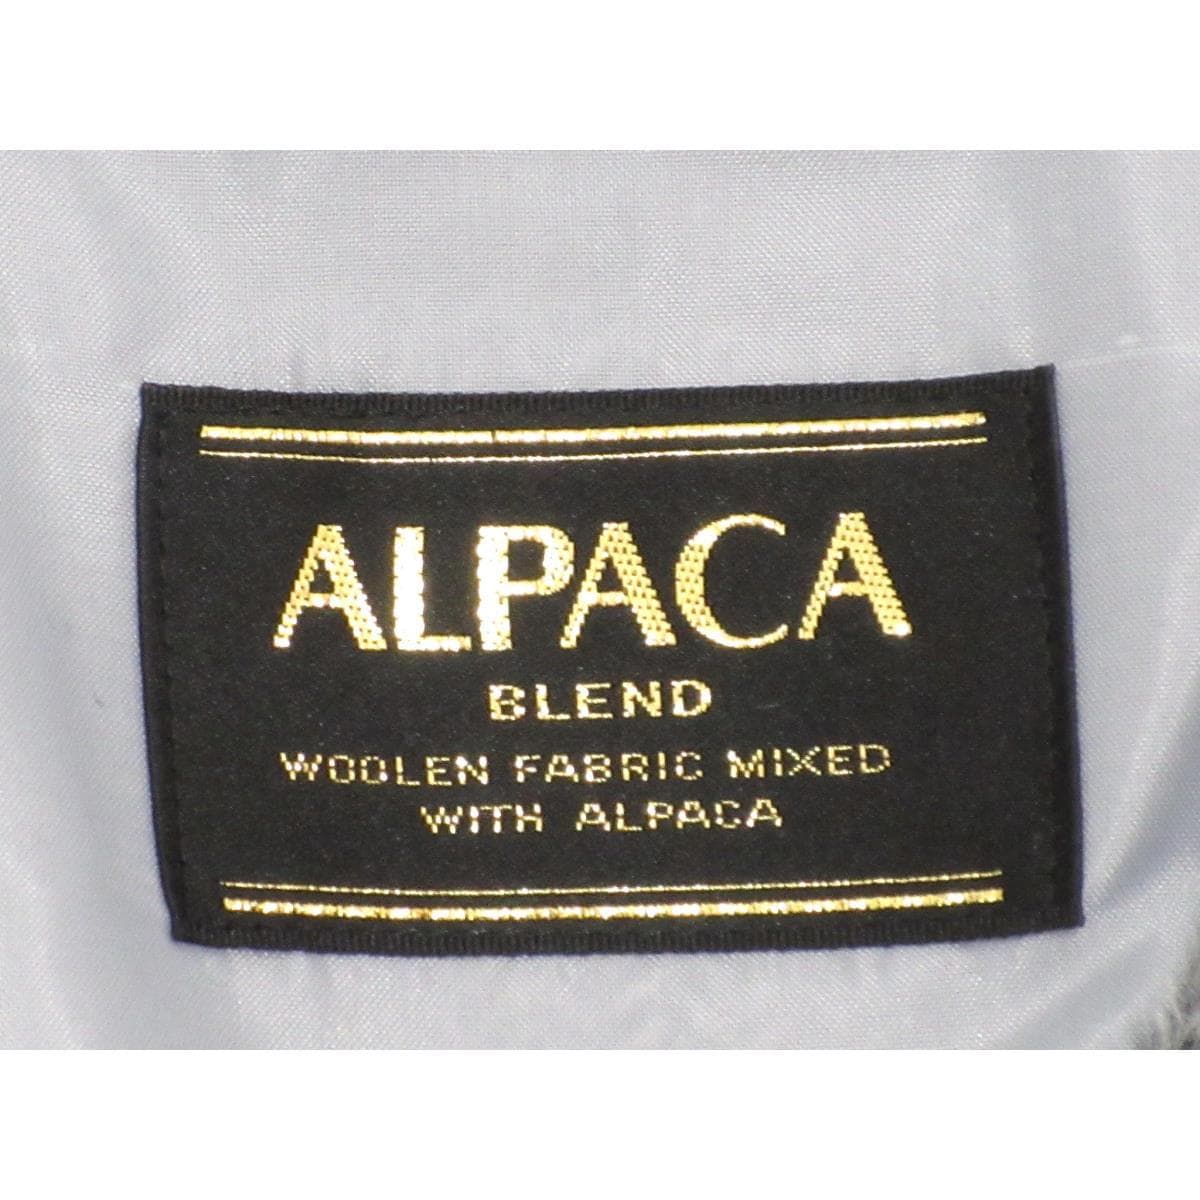 ALPACA
BLEND
WOOLEN FABRIC MIXED
WITH ALPACA